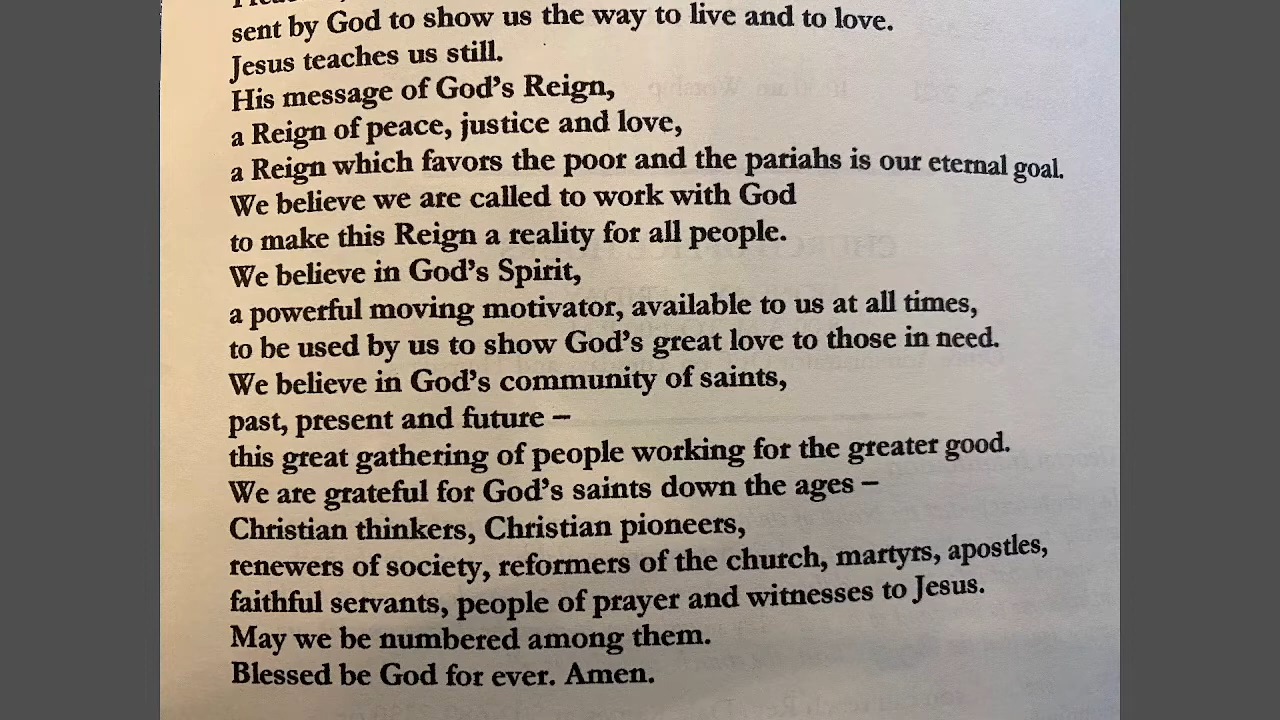 sent by God to show us the way to live and to love.
Jesus teaches us still.
His message of God's Reign,
a Reign of peace, justice and love,
a Reign which favors the poor and the pariahs is our eternal goal.
We believe we are called to work with God
to make this Reign a reality for all people.
We believe in God's Spirit,
a powerful moving motivator, available to us at all times,
to be used by us to show God's great love to those in need.
We believe in God's community of saints,
past, present and future –
this great gathering of people working for the greater good.
We are grateful for God's saints down the ages –
Christian thinkers, Christian pioneers,
renewers of society, reformers of the church, martyrs, apostles,
faithful servants, people of prayer and witnesses to Jesus.
May we be numbered among them.
Blessed be God for ever. Amen.